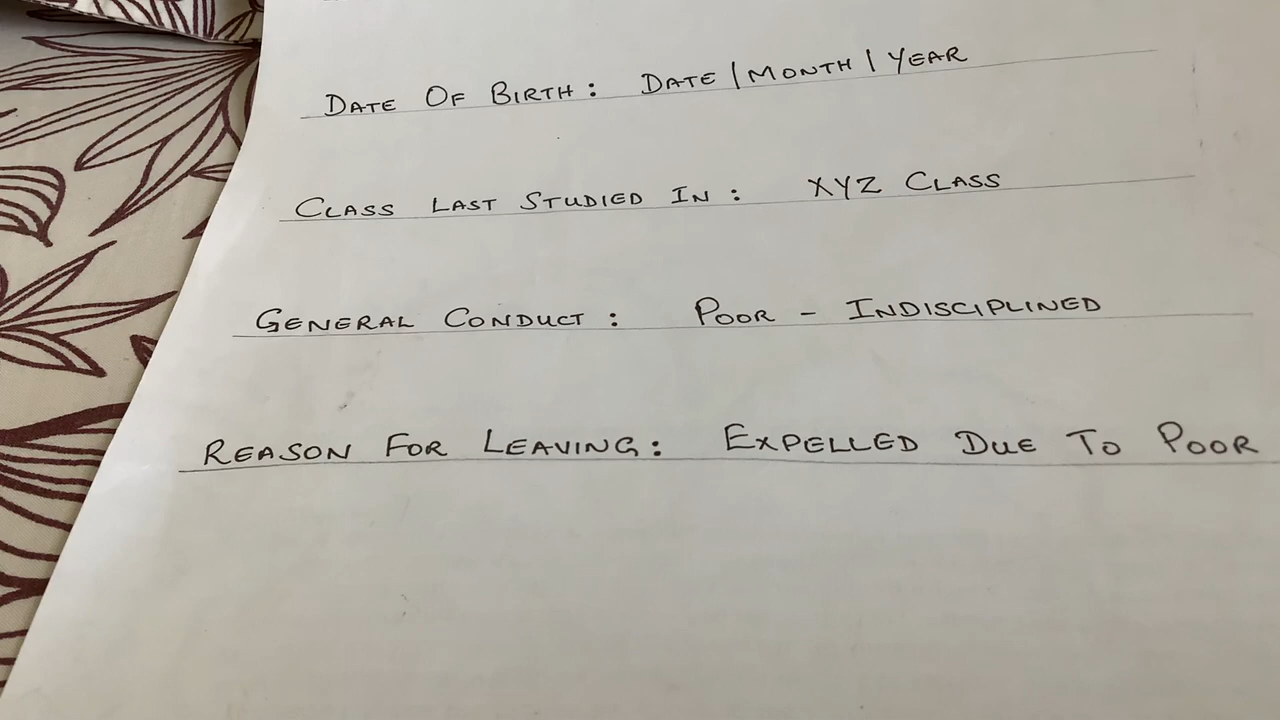 DATE OF BIRTH: DATE/MONTH/YEAR
CLASS LAST STUDIED IN: XYZ CLASS
GENERAL CONDUCT: POOR - INDISCIPLINED
REASON FOR LEAVING: EXPELLED DUE TO POOR